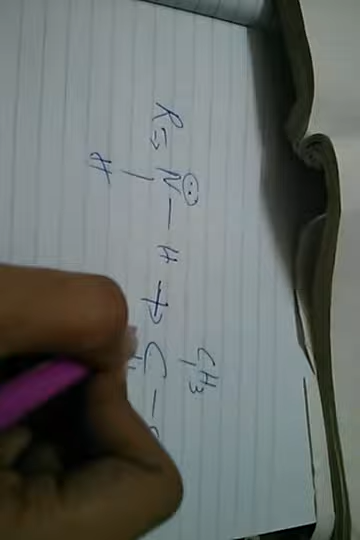 CH3
R ⇒ N̈ — H + C —
H